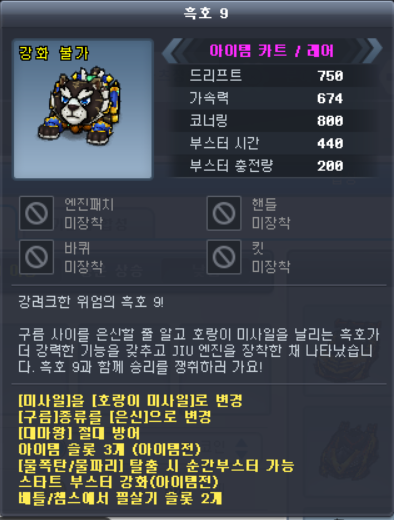 흑호 9
강화 불가
아이템 카트 / 레어
드리프트 750
가속력 674
코너링 800
부스터 시간 440
부스터 충전량 200
엔진패치
미장착
핸들
미장착
바퀴
미장착
킷
미장착
강려크한 위엄의 흑호 9!
구름 사이를 은신할 줄 알고 호랑이 미사일을 날리는 흑호가
더 강력한 기능을 갖추고 JIU 엔진을 장착한 채 나타났습니
다. 흑호 9과 함께 승리를 쟁취하러 가요!
[미사일]을 [호랑이 미사일]로 변경
[구름]종류를 [은신]으로 변경
[대마왕] 절대 방어
아이템 슬롯 3개 (아이템전)
[물폭탄/물파리] 탈출 시 순간부스터 가능
스타트 부스터 강화(아이템전)
배틀/챔스에서 필살기 슬롯 2개